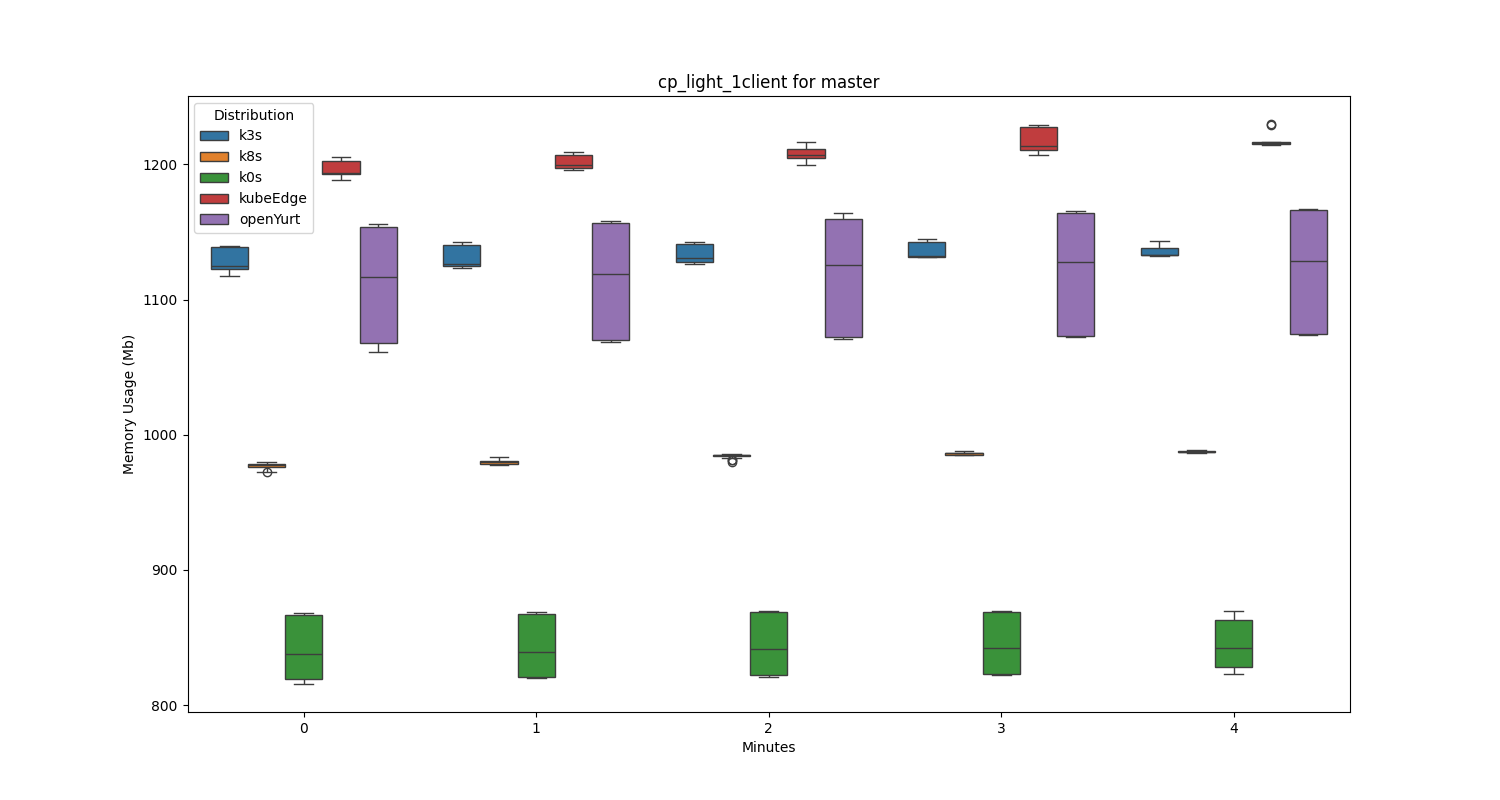 cp_light_1client for master
Distribution
k3s
k8s
k0s
kubeEdge
openYurt
Memory Usage (Mb)
1200
1100
1000
900
800
0 1 2 3 4
Minutes